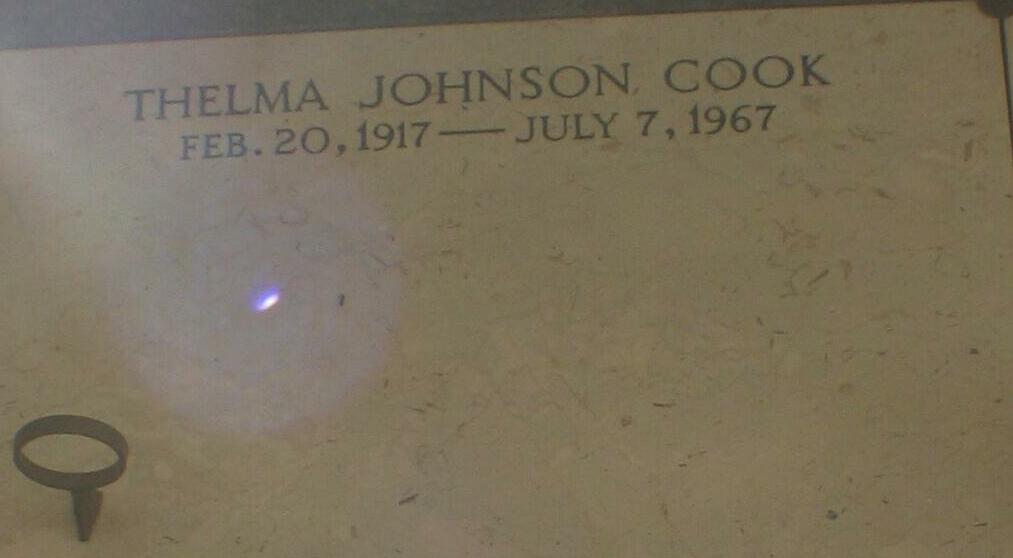 THELMA JOHNSON COOK
FEB. 20, 1917 — JULY 7, 1967